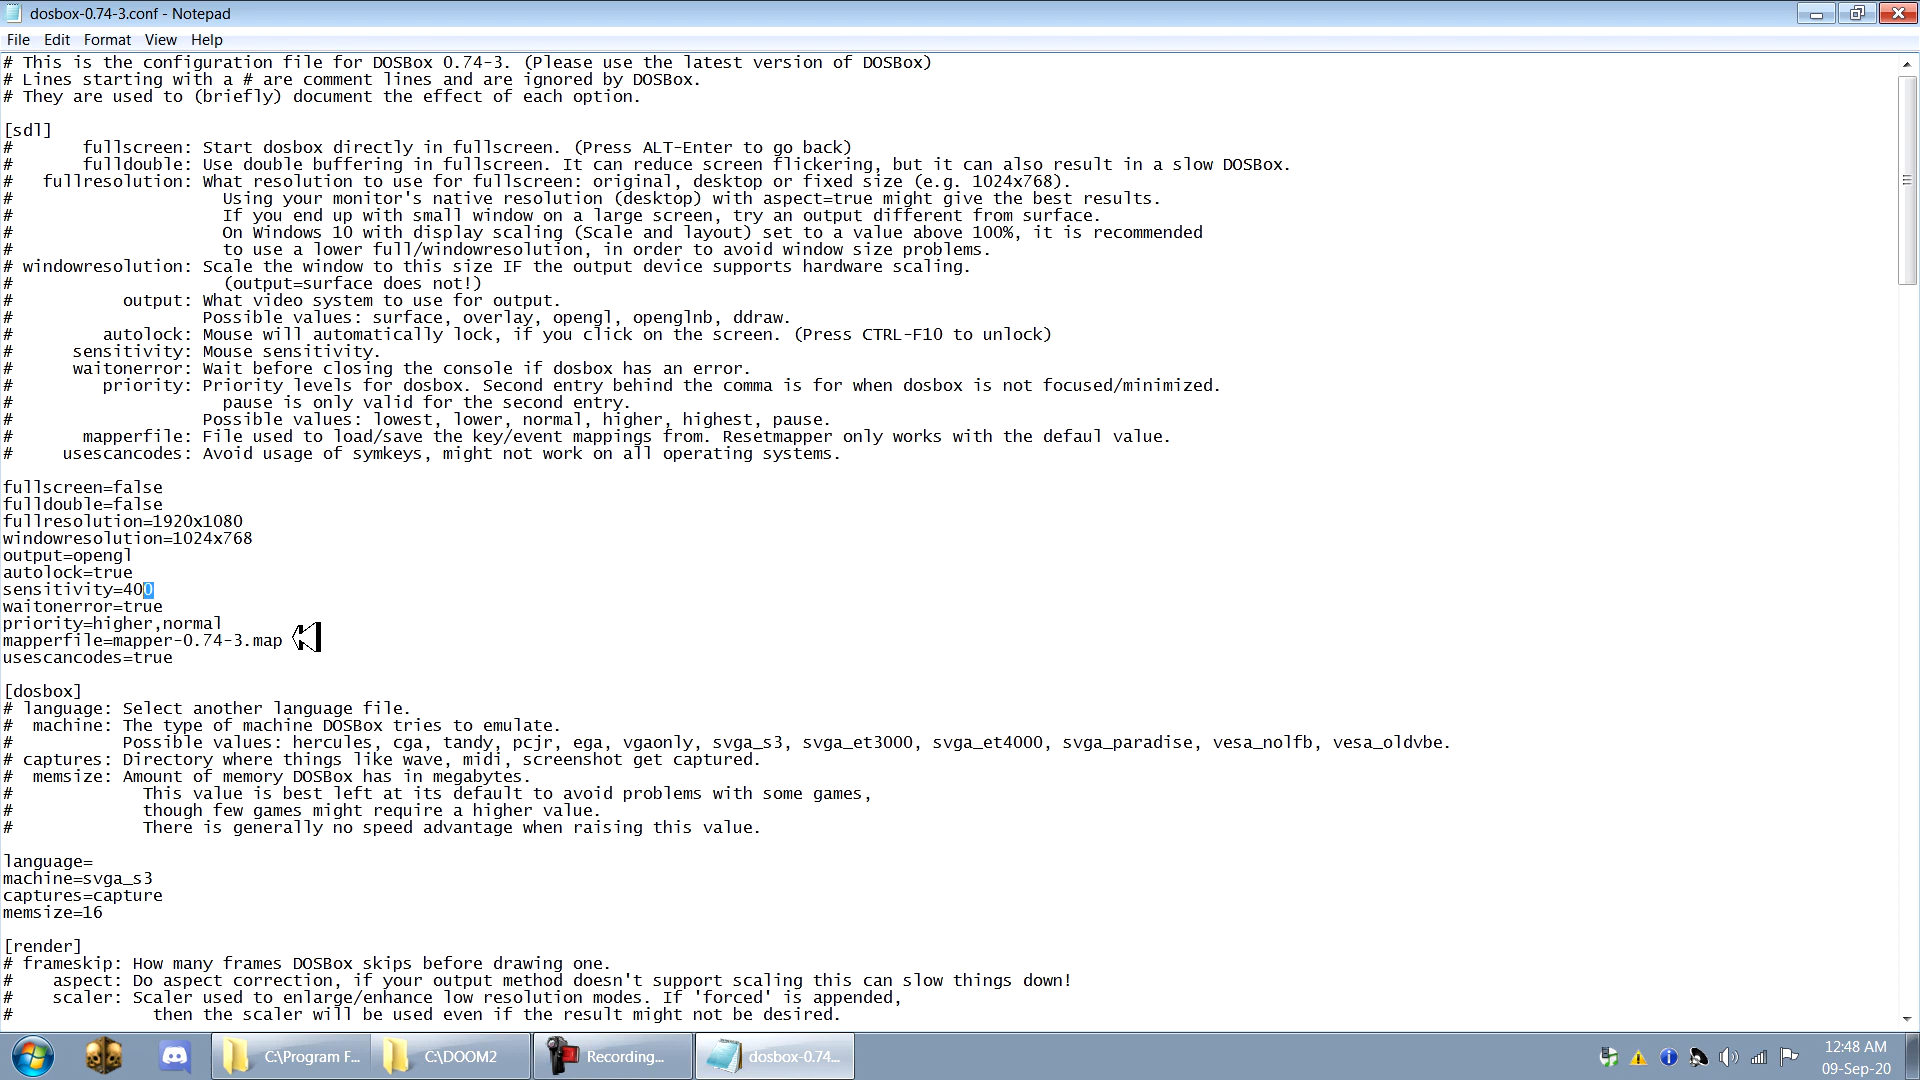 dosbox-0.74-3.conf - Notepad
File Edit Format View Help
# This is the configuration file for DOSBox 0.74-3. (Please use the latest version of DOSBox)
# Lines starting with a # are comment lines and are ignored by DOSBox.
# They are used to (briefly) document the effect of each option.
[sdl]
#       fullscreen: Start dosbox directly in fullscreen. (Press ALT-Enter to go back)
#       fulldouble: Use double buffering in fullscreen. It can reduce screen flickering, but it can also result in a slow DOSBox.
#   fullresolution: What resolution to use for fullscreen: original, desktop or fixed size (e.g. 1024x768).
#                     Using your monitor's native resolution (desktop) with aspect=true might give the best results.
#                     If you end up with small window on a large screen, try an output different from surface.
#                     On Windows 10 with display scaling (Scale and layout) set to a value above 100%, it is recommended
#                     to use a lower full/windowresolution, in order to avoid window size problems.
# windowresolution: Scale the window to this size IF the output device supports hardware scaling.
#                     (output=surface does not!)
#           output: What video system to use for output.
#                   Possible values: surface, overlay, opengl, openglnb, ddraw.
#         autolock: Mouse will automatically lock, if you click on the screen. (Press CTRL-F10 to unlock)
#      sensitivity: Mouse sensitivity.
#      waitonerror: Wait before closing the console if dosbox has an error.
#         priority: Priority levels for dosbox. Second entry behind the comma is for when dosbox is not focused/minimized.
#                     pause is only valid for the second entry.
#                   Possible values: lowest, lower, normal, higher, highest, pause.
#       mapperfile: File used to load/save the key/event mappings from. Resetmapper only works with the defaul value.
#     usescancodes: Avoid usage of symkeys, might not work on all operating systems.
fullscreen=false
fulldouble=false
fullresolution=1920x1080
windowresolution=1024x768
output=opengl
autolock=true
sensitivity=400
waitonerror=true
priority=higher,normal
mapperfile=mapper-0.74-3.map
usescancodes=true
[dosbox]
# language: Select another language file.
#  machine: The type of machine DOSBox tries to emulate.
#           Possible values: hercules, cga, tandy, pcjr, ega, vgaonly, svga_s3, svga_et3000, svga_et4000, svga_paradise, vesa_nolfb, vesa_oldvbe.
# captures: Directory where things like wave, midi, screenshot get captured.
#  memsize: Amount of memory DOSBox has in megabytes.
#             This value is best left at its default to avoid problems with some games,
#             though few games might require a higher value.
#             There is generally no speed advantage when raising this value.
language=
machine=svga_s3
captures=capture
memsize=16
[render]
# frameskip: How many frames DOSBox skips before drawing one.
#    aspect: Do aspect correction, if your output method doesn't support scaling this can slow things down!
#    scaler: Scaler used to enlarge/enhance low resolution modes. If 'forced' is appended,
#              then the scaler will be used even if the result might not be desired.
C:\Program F... C:\DOOM2 Recording... dosbox-0.74... 12:48 AM
09-Sep-20